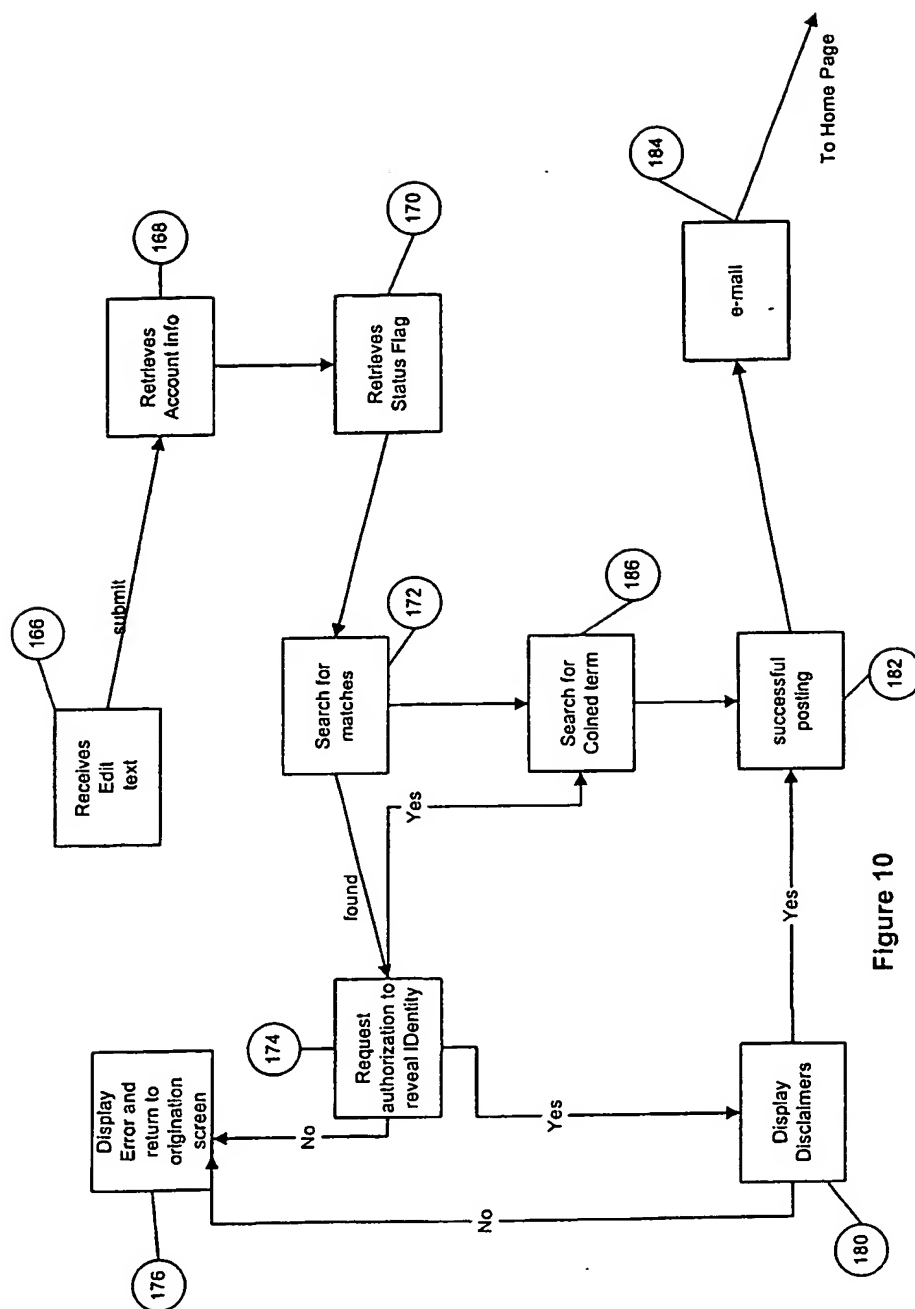 166
Receives
Edit
text
submit
168
Retrieves
Account Info
170
Retrieves
Status Flag
172
Search for
matches
found
174
Request
authorization to
reveal IDentity
No
176
Display
Error and
return to
origination
screen
Yes
186
Search for
Coined term
Yes
180
Display
Disclaimers
No
Yes
182
successful
posting
184
e-mail
To Home Page
Figure 10